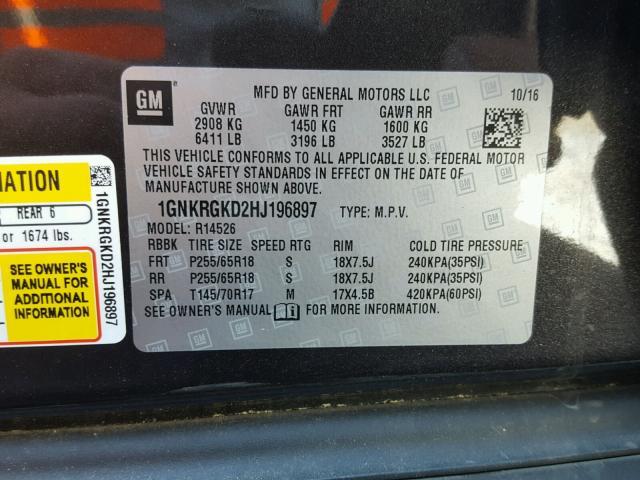 GM
MFD BY GENERAL MOTORS LLC 10/16
GVWR GAWR FRT GAWR RR
2908 KG 1450 KG 1600 KG
6411 LB 3196 LB 3527 LB
THIS VEHICLE CONFORMS TO ALL APPLICABLE U.S. FEDERAL MOTOR
VEHICLE SAFETY STANDARDS IN EFFECT ON THE DATE OF
MANUFACTURE SHOWN ABOVE.
1GNKRGKD2HJ196897 TYPE: M.P.V.
MODEL: R14526
RBBK TIRE SIZE SPEED RTG RIM COLD TIRE PRESSURE
FRT P255/65R18 S 18X7.5J 240KPA(35PSI)
RR P255/65R18 S 18X7.5J 240KPA(35PSI)
SPA T145/70R17 M 17X4.5B 420KPA(60PSI)
SEE OWNER'S MANUAL FOR MORE INFORMATION.
REAR 6
or 1674 lbs.
SEE OWNER'S
MANUAL FOR
ADDITIONAL
INFORMATION
1GNKRGKD2HJ196897